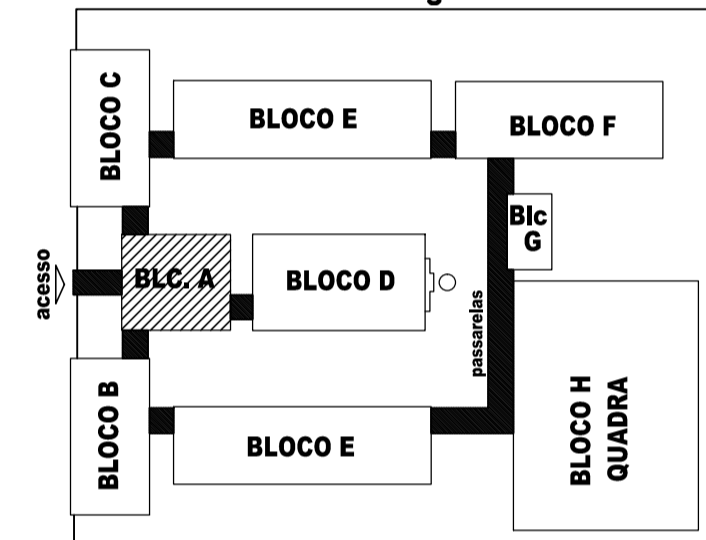 BLOCO C
BLOCO E
BLOCO F
Blc
G
acesso
BLC. A
BLOCO D
passarelas
BLOCO B
BLOCO E
BLOCO H
QUADRA